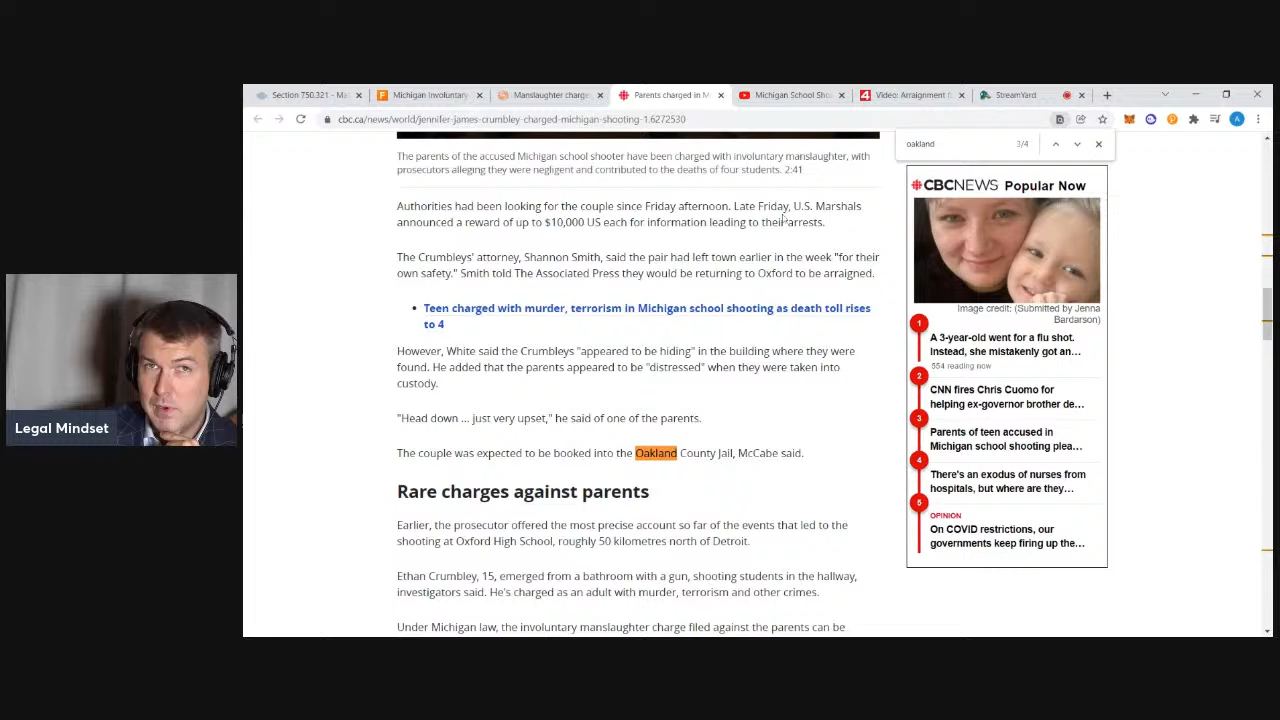 Section 750.321 - Ma
Michigan Involuntary
Manslaughter charge
Parents charged in M
Michigan School Sho
Video: Arraignment f
StreamYard
cbc.ca/news/world/jennifer-james-crumbley-charged-michigan-shooting-1.6272530
A
oakland
3/4
The parents of the accused Michigan school shooter have been charged with involuntary manslaughter, with
prosecutors alleging they were negligent and contributed to the deaths of four students. 2:41
Authorities had been looking for the couple since Friday afternoon. Late Friday, U.S. Marshals
announced a reward of up to $10,000 US each for information leading to their arrests.
The Crumbleys' attorney, Shannon Smith, said the pair had left town earlier in the week "for their
own safety." Smith told The Associated Press they would be returning to Oxford to be arraigned.
• Teen charged with murder, terrorism in Michigan school shooting as death toll rises
to 4
However, White said the Crumbleys "appeared to be hiding" in the building where they were
found. He added that the parents appeared to be "distressed" when they were taken into
custody.
"Head down ... just very upset," he said of one of the parents.
The couple was expected to be booked into the Oakland County Jail, McCabe said.
Rare charges against parents
Earlier, the prosecutor offered the most precise account so far of the events that led to the
shooting at Oxford High School, roughly 50 kilometres north of Detroit.
Ethan Crumbley, 15, emerged from a bathroom with a gun, shooting students in the hallway,
investigators said. He's charged as an adult with murder, terrorism and other crimes.
Under Michigan law, the involuntary manslaughter charge filed against the parents can be
CBCNEWS Popular Now
Image credit: (Submitted by Jenna
Bardarson)
1
A 3-year-old went for a flu shot.
Instead, she mistakenly got an...
554 reading now
2
CNN fires Chris Cuomo for
helping ex-governor brother de...
3
Parents of teen accused in
Michigan school shooting plea...
4
There's an exodus of nurses from
hospitals, but where are they...
5
OPINION
On COVID restrictions, our
governments keep firing up the...
Legal Mindset